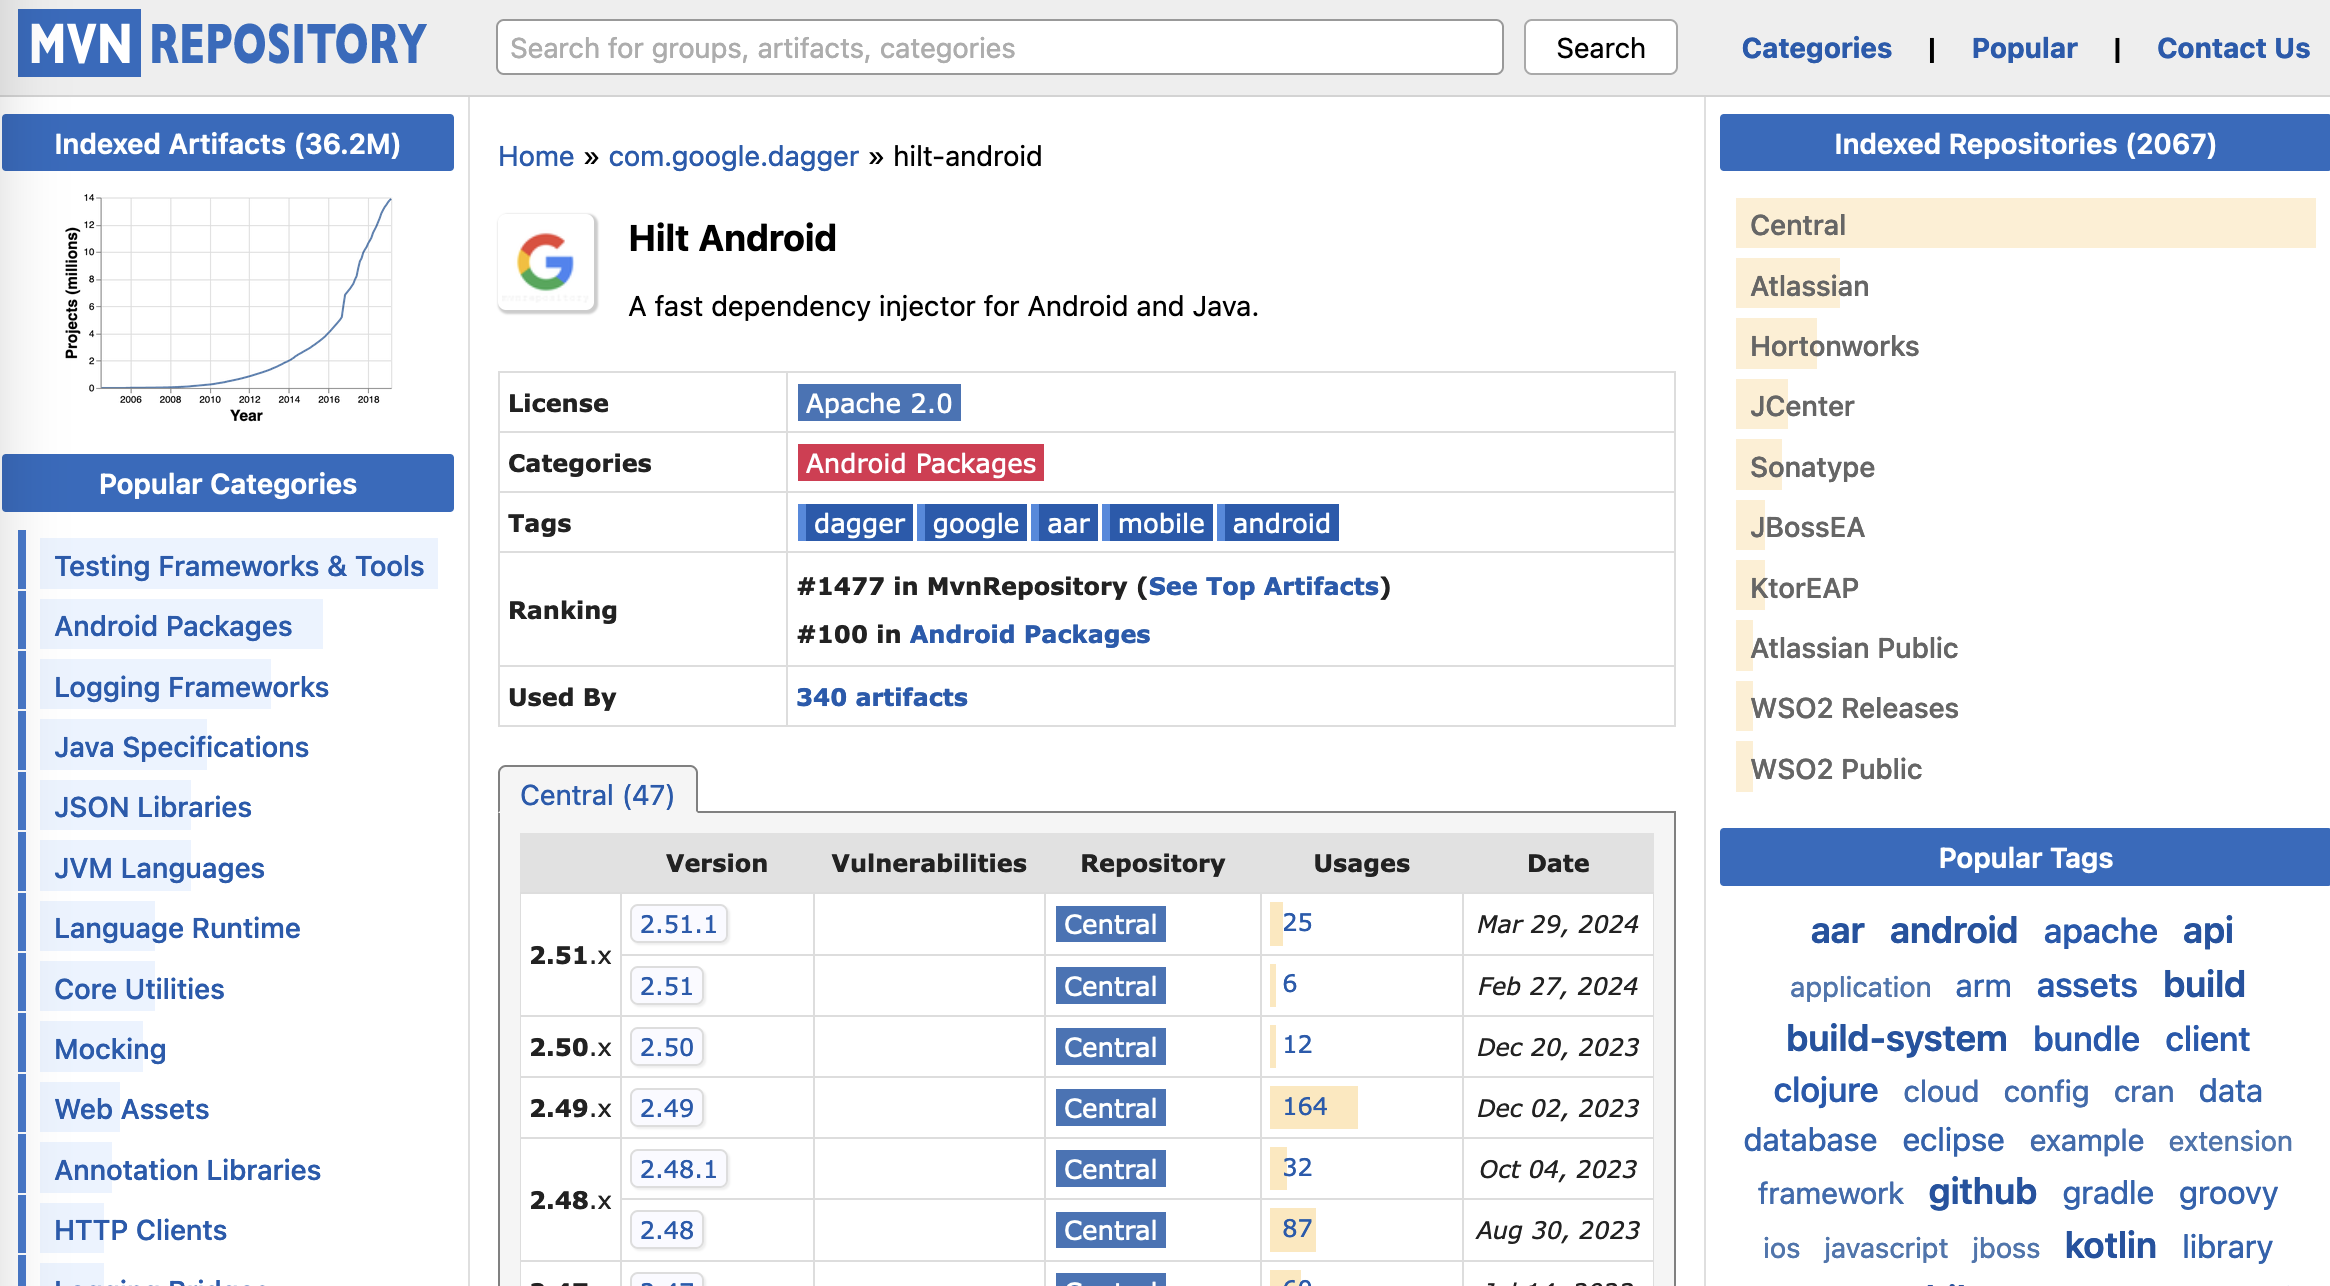 MVN REPOSITORY
Search for groups, artifacts, categories
Search
Categories | Popular | Contact Us
Indexed Artifacts (36.2M)
Projects (millions)
14
12
10
8
6
4
2
0
2006 2008 2010 2012 2014 2016 2018
Year
Popular Categories
Testing Frameworks & Tools
Android Packages
Logging Frameworks
Java Specifications
JSON Libraries
JVM Languages
Language Runtime
Core Utilities
Mocking
Web Assets
Annotation Libraries
HTTP Clients
Home » com.google.dagger » hilt-android
Hilt Android
A fast dependency injector for Android and Java.
License Apache 2.0
Categories Android Packages
Tags dagger google aar mobile android
Ranking
#1477 in MvnRepository (See Top Artifacts)
#100 in Android Packages
Used By 340 artifacts
Central (47)
Version Vulnerabilities Repository Usages Date
2.51.x
2.51.1 Central 25 Mar 29, 2024
2.51 Central 6 Feb 27, 2024
2.50.x 2.50 Central 12 Dec 20, 2023
2.49.x 2.49 Central 164 Dec 02, 2023
2.48.x
2.48.1 Central 32 Oct 04, 2023
2.48 Central 87 Aug 30, 2023
Indexed Repositories (2067)
Central
Atlassian
Hortonworks
JCenter
Sonatype
JBossEA
KtorEAP
Atlassian Public
WSO2 Releases
WSO2 Public
Popular Tags
aar android apache api
application arm assets build
build-system bundle client
clojure cloud config cran data
database eclipse example extension
framework github gradle groovy
ios javascript jboss kotlin library